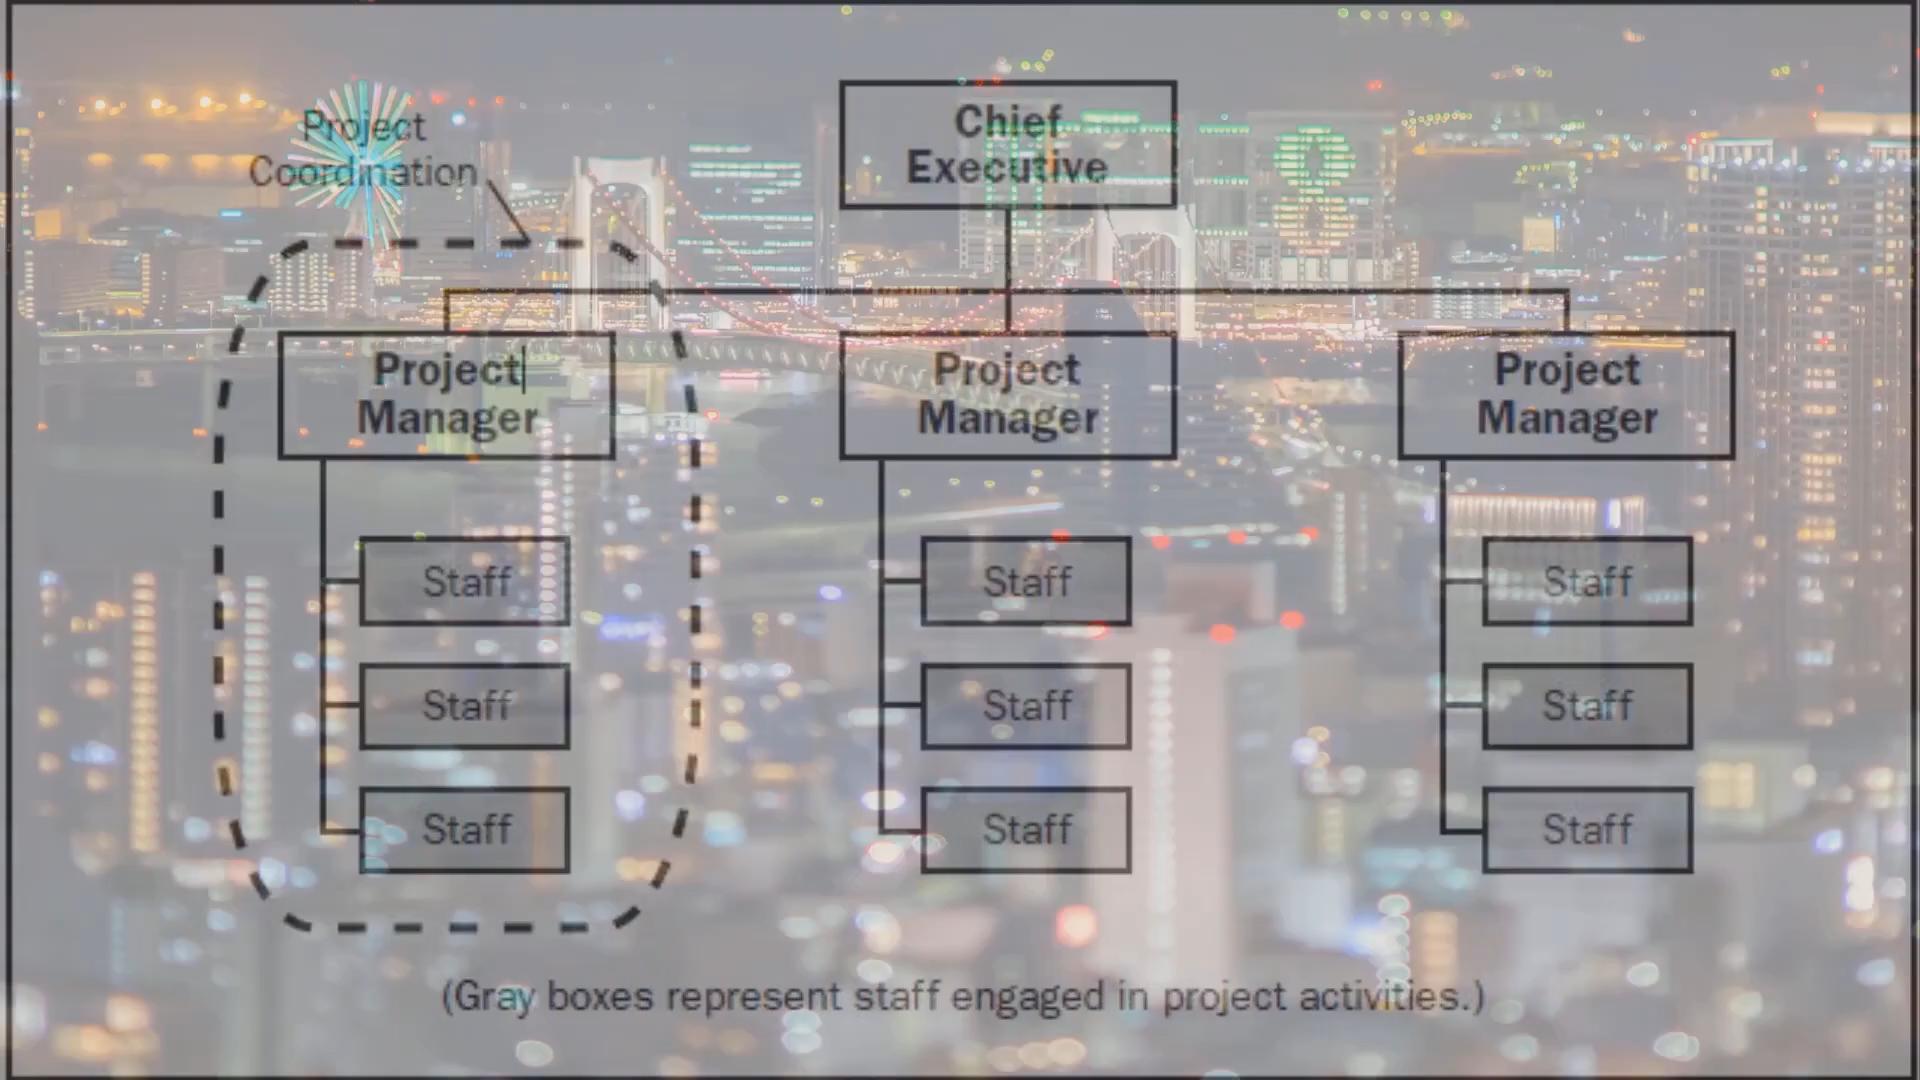 Project
Coordination
Chief
Executive
Project
Manager
Project
Manager
Project
Manager
Staff
Staff
Staff
Staff
Staff
Staff
Staff
Staff
Staff
(Gray boxes represent staff engaged in project activities.)